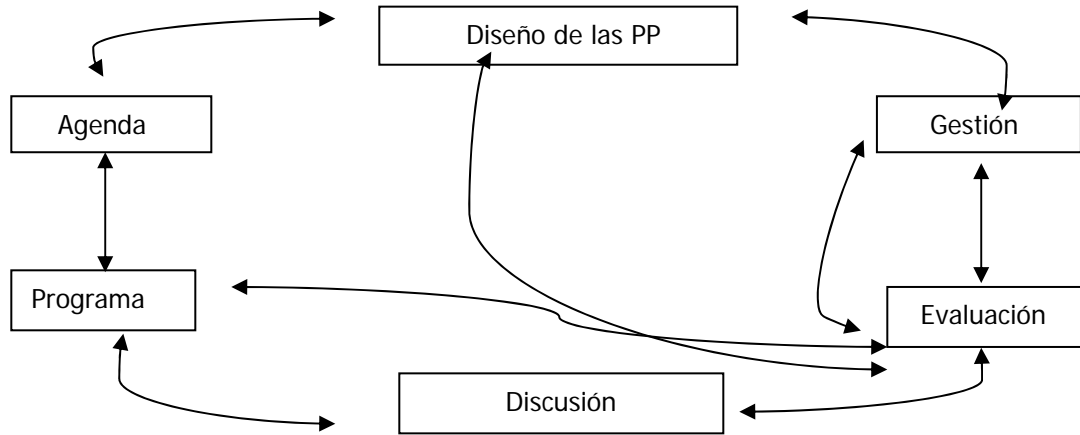 Diseño de las PP
Agenda
Gestión
Programa
Evaluación
Discusión